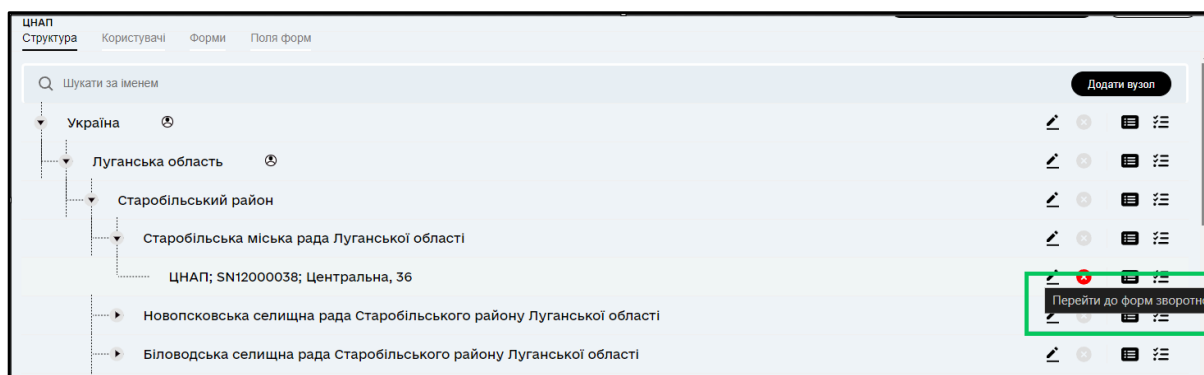 ЦНАП
Структура Користувачі Форми Поля форм
Шукати за іменем Додати вузол
Україна
Луганська область
Старобільський район
Старобільська міська рада Луганської області
ЦНАП; SN12000038; Центральна, 36
Перейти до форм зворотно
Новопсковська селищна рада Старобільського району Луганської області
Біловодська селищна рада Старобільського району Луганської області